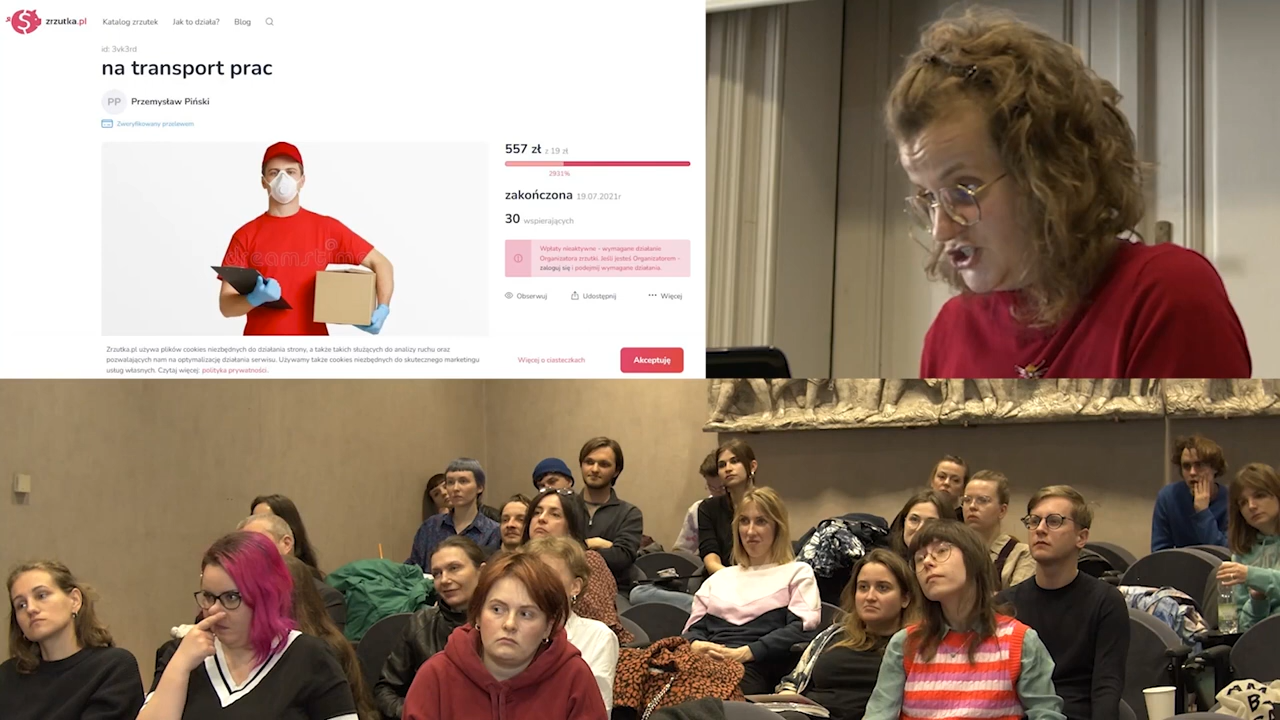 zrzutka.pl Katalog zrzutek Jak to działa? Blog
id: 3vk3rd
na transport prac
PP Przemysław Piński
Zweryfikowany przelewem
dreamstime
557 zł z 19 zł
2931%
zakończona 19.07.2021r
30 wspierających
Wpłaty nieaktywne - wymagane działanie
Organizatora zrzutki. Jeśli jesteś Organizatorem -
zaloguj się i podejmij wymagane działania.
Obserwuj Udostępnij Więcej
Zrzutka.pl używa plików cookies niezbędnych do działania strony, a także takich służących do analizy ruchu oraz
pozwalających nam na optymalizację działania serwisu. Używamy także cookies niezbędnych do skutecznego marketingu
usług własnych. Czytaj więcej: polityka prywatności.
Więcej o ciasteczkach
Akceptuję